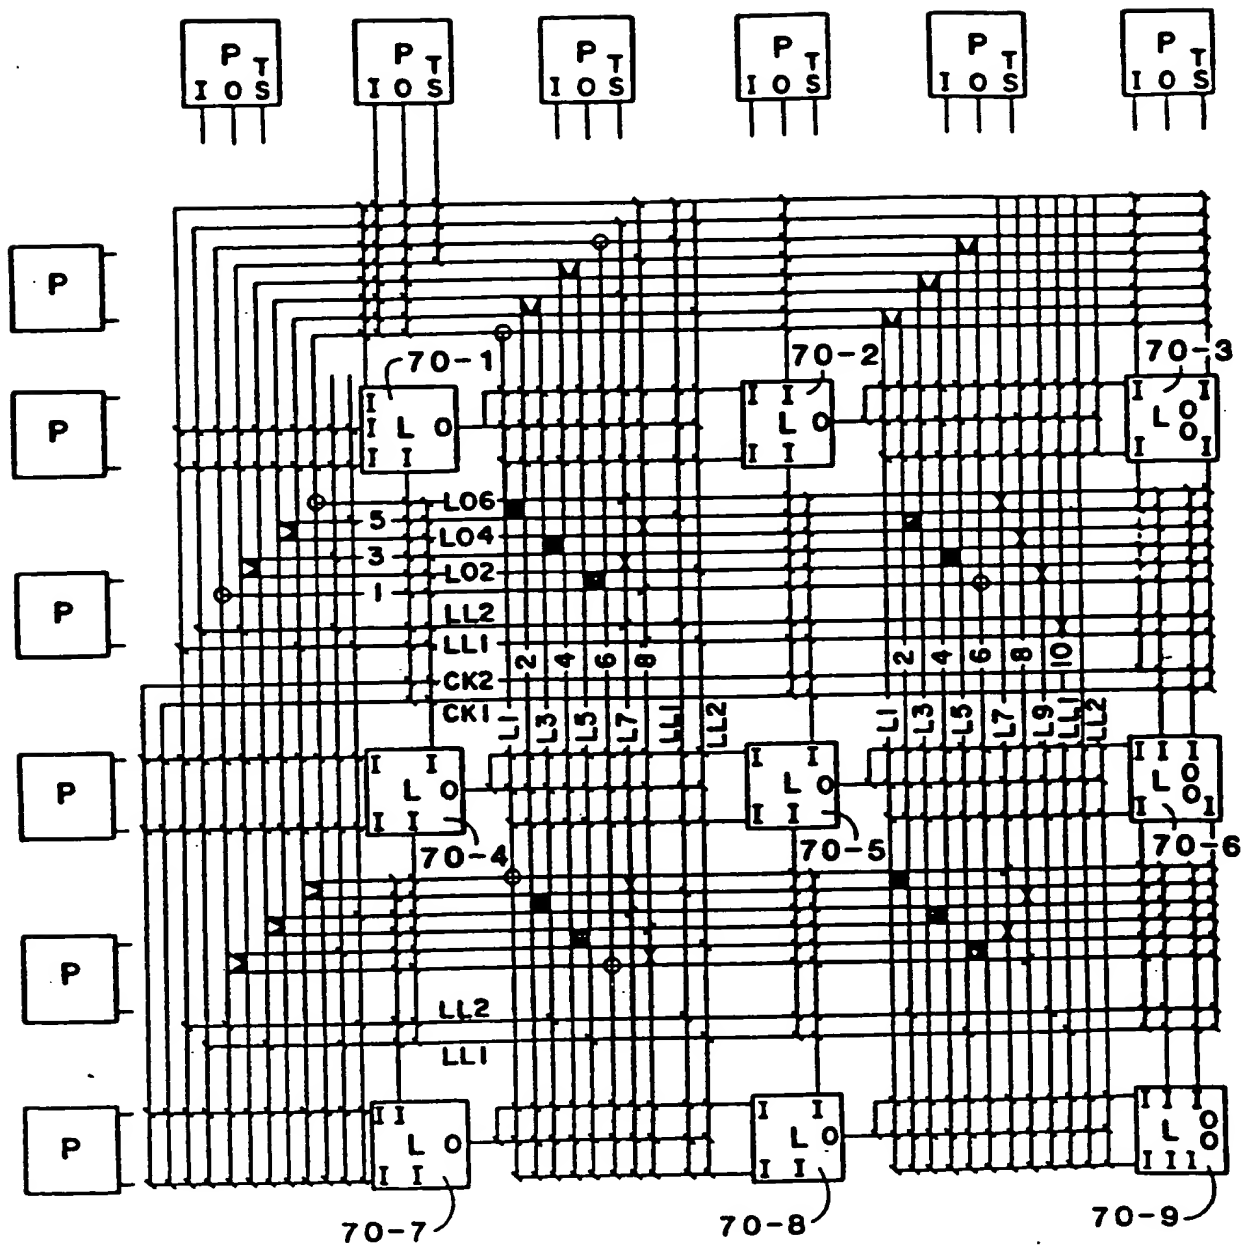 P T P T P T P T P T P T
I O S I O S I O S I O S I O S I O S
P
70-1 70-2 70-3
I I I I I
P I L O L O L O O
I I I I I I
LO6
5
LO4
3
LO2
1
P
LL2
LL1
2 4 6 8 2 4 6 8 10
CK2
CK1
L1 L3 L5 L7 LL1 LL2 L1 L3 L5 L7 L9 LL1 LL2
I I I I I I I
P L O L O L O O
I I I I I I
70-4 70-5 70-6
P
LL2
LL1
I I I I I I I
P L O L O L O O
I I I I I I I
70-7 70-8 70-9